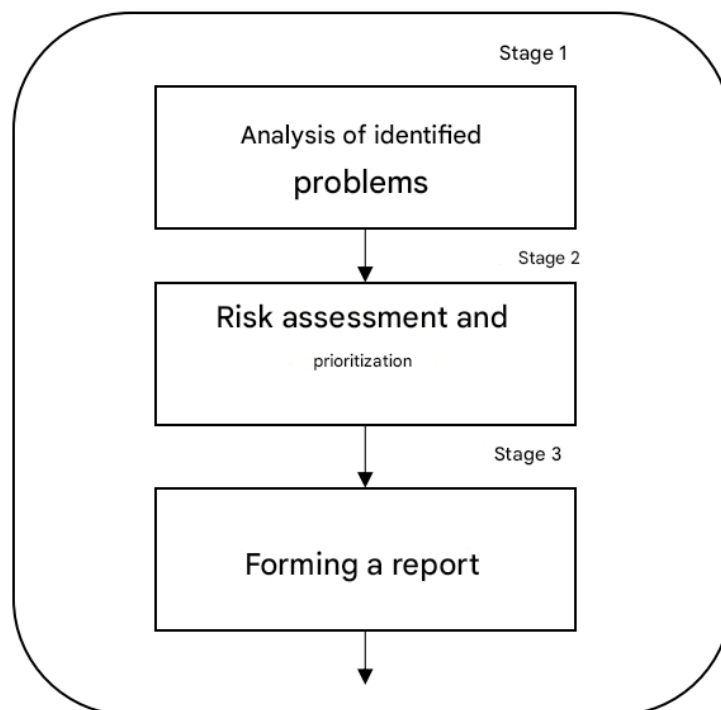 Stage 1
Analysis of identified
problems
Stage 2
Risk assessment and
prioritization
Stage 3
Forming a report